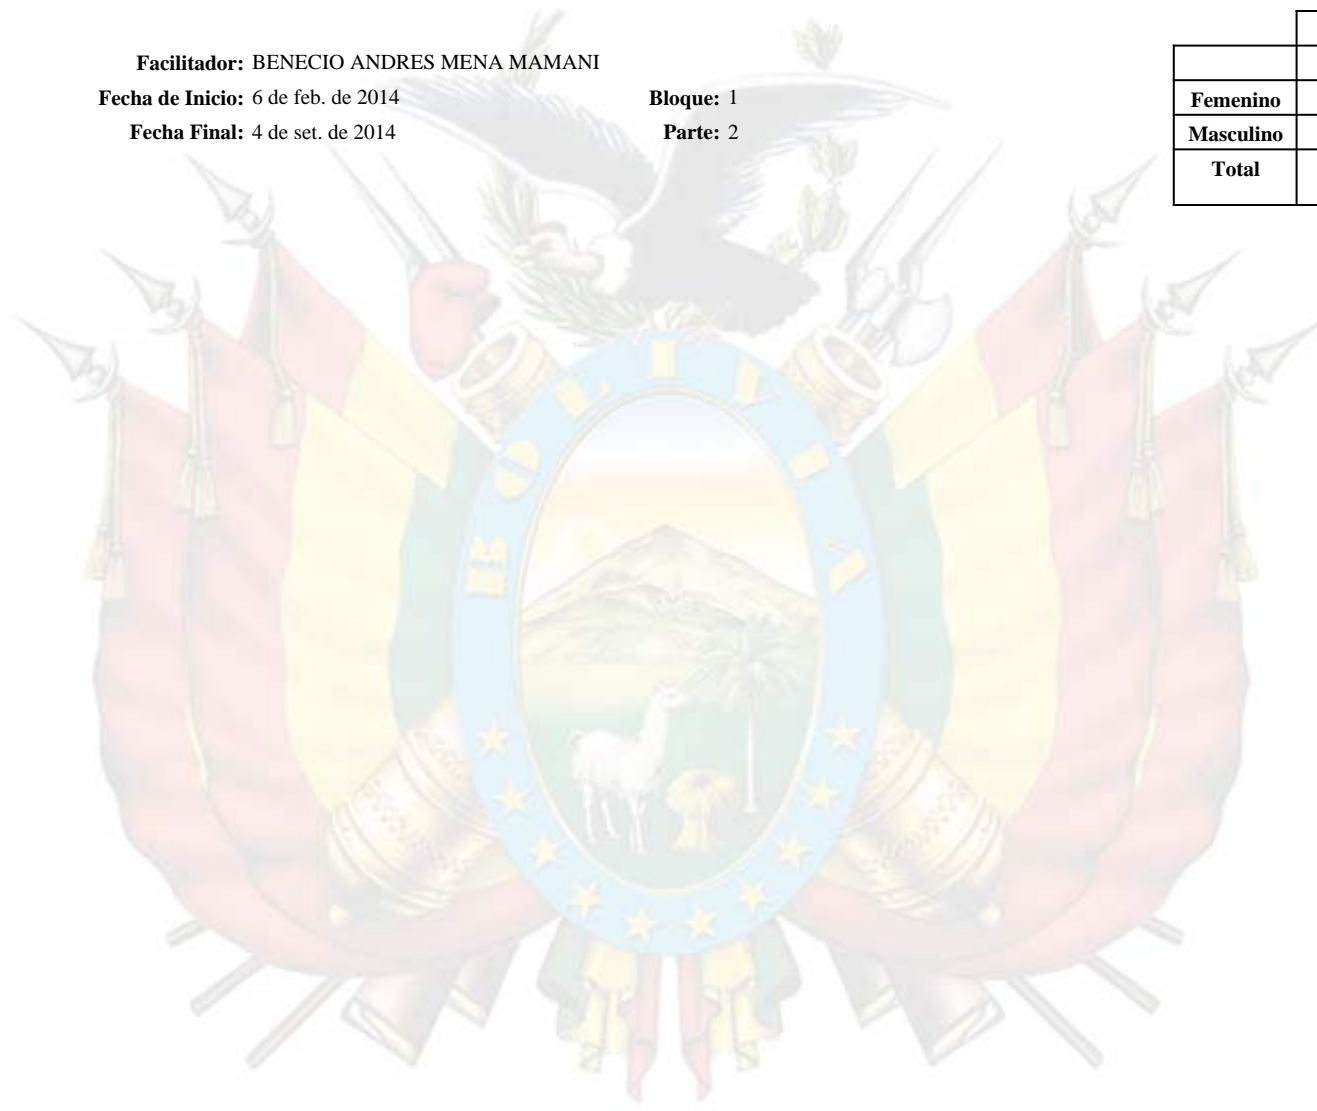 Facilitador: BENECIO ANDRES MENA MAMANI
Fecha de Inicio: 6 de feb. de 2014 Bloque: 1
Fecha Final: 4 de set. de 2014 Parte: 2
Femenino
Masculino
Total
BOLIVIA